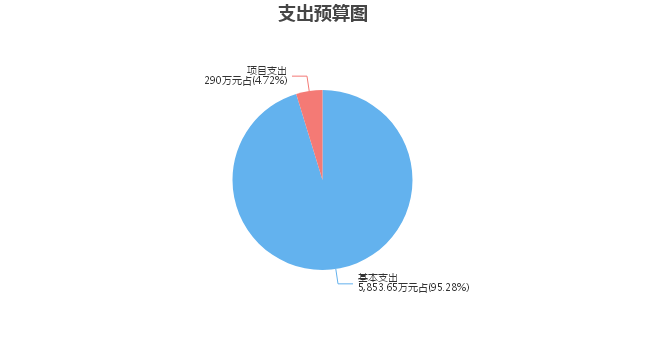 支出预算图
项目支出
290万元占(4.72%)
基本支出
5,853.65万元占(95.28%)